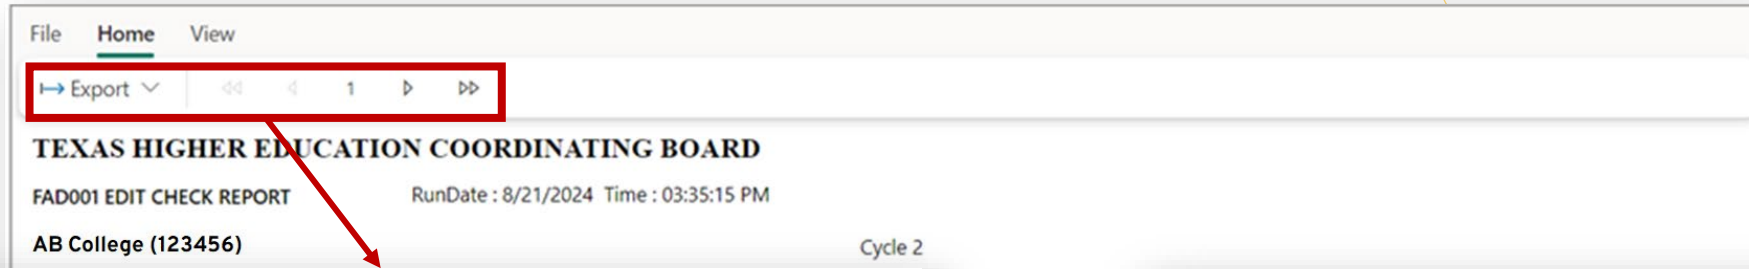 File Home View
Export 1
TEXAS HIGHER EDUCATION COORDINATING BOARD
FAD001 EDIT CHECK REPORT RunDate : 8/21/2024 Time : 03:35:15 PM
AB College (123456) Cycle 2